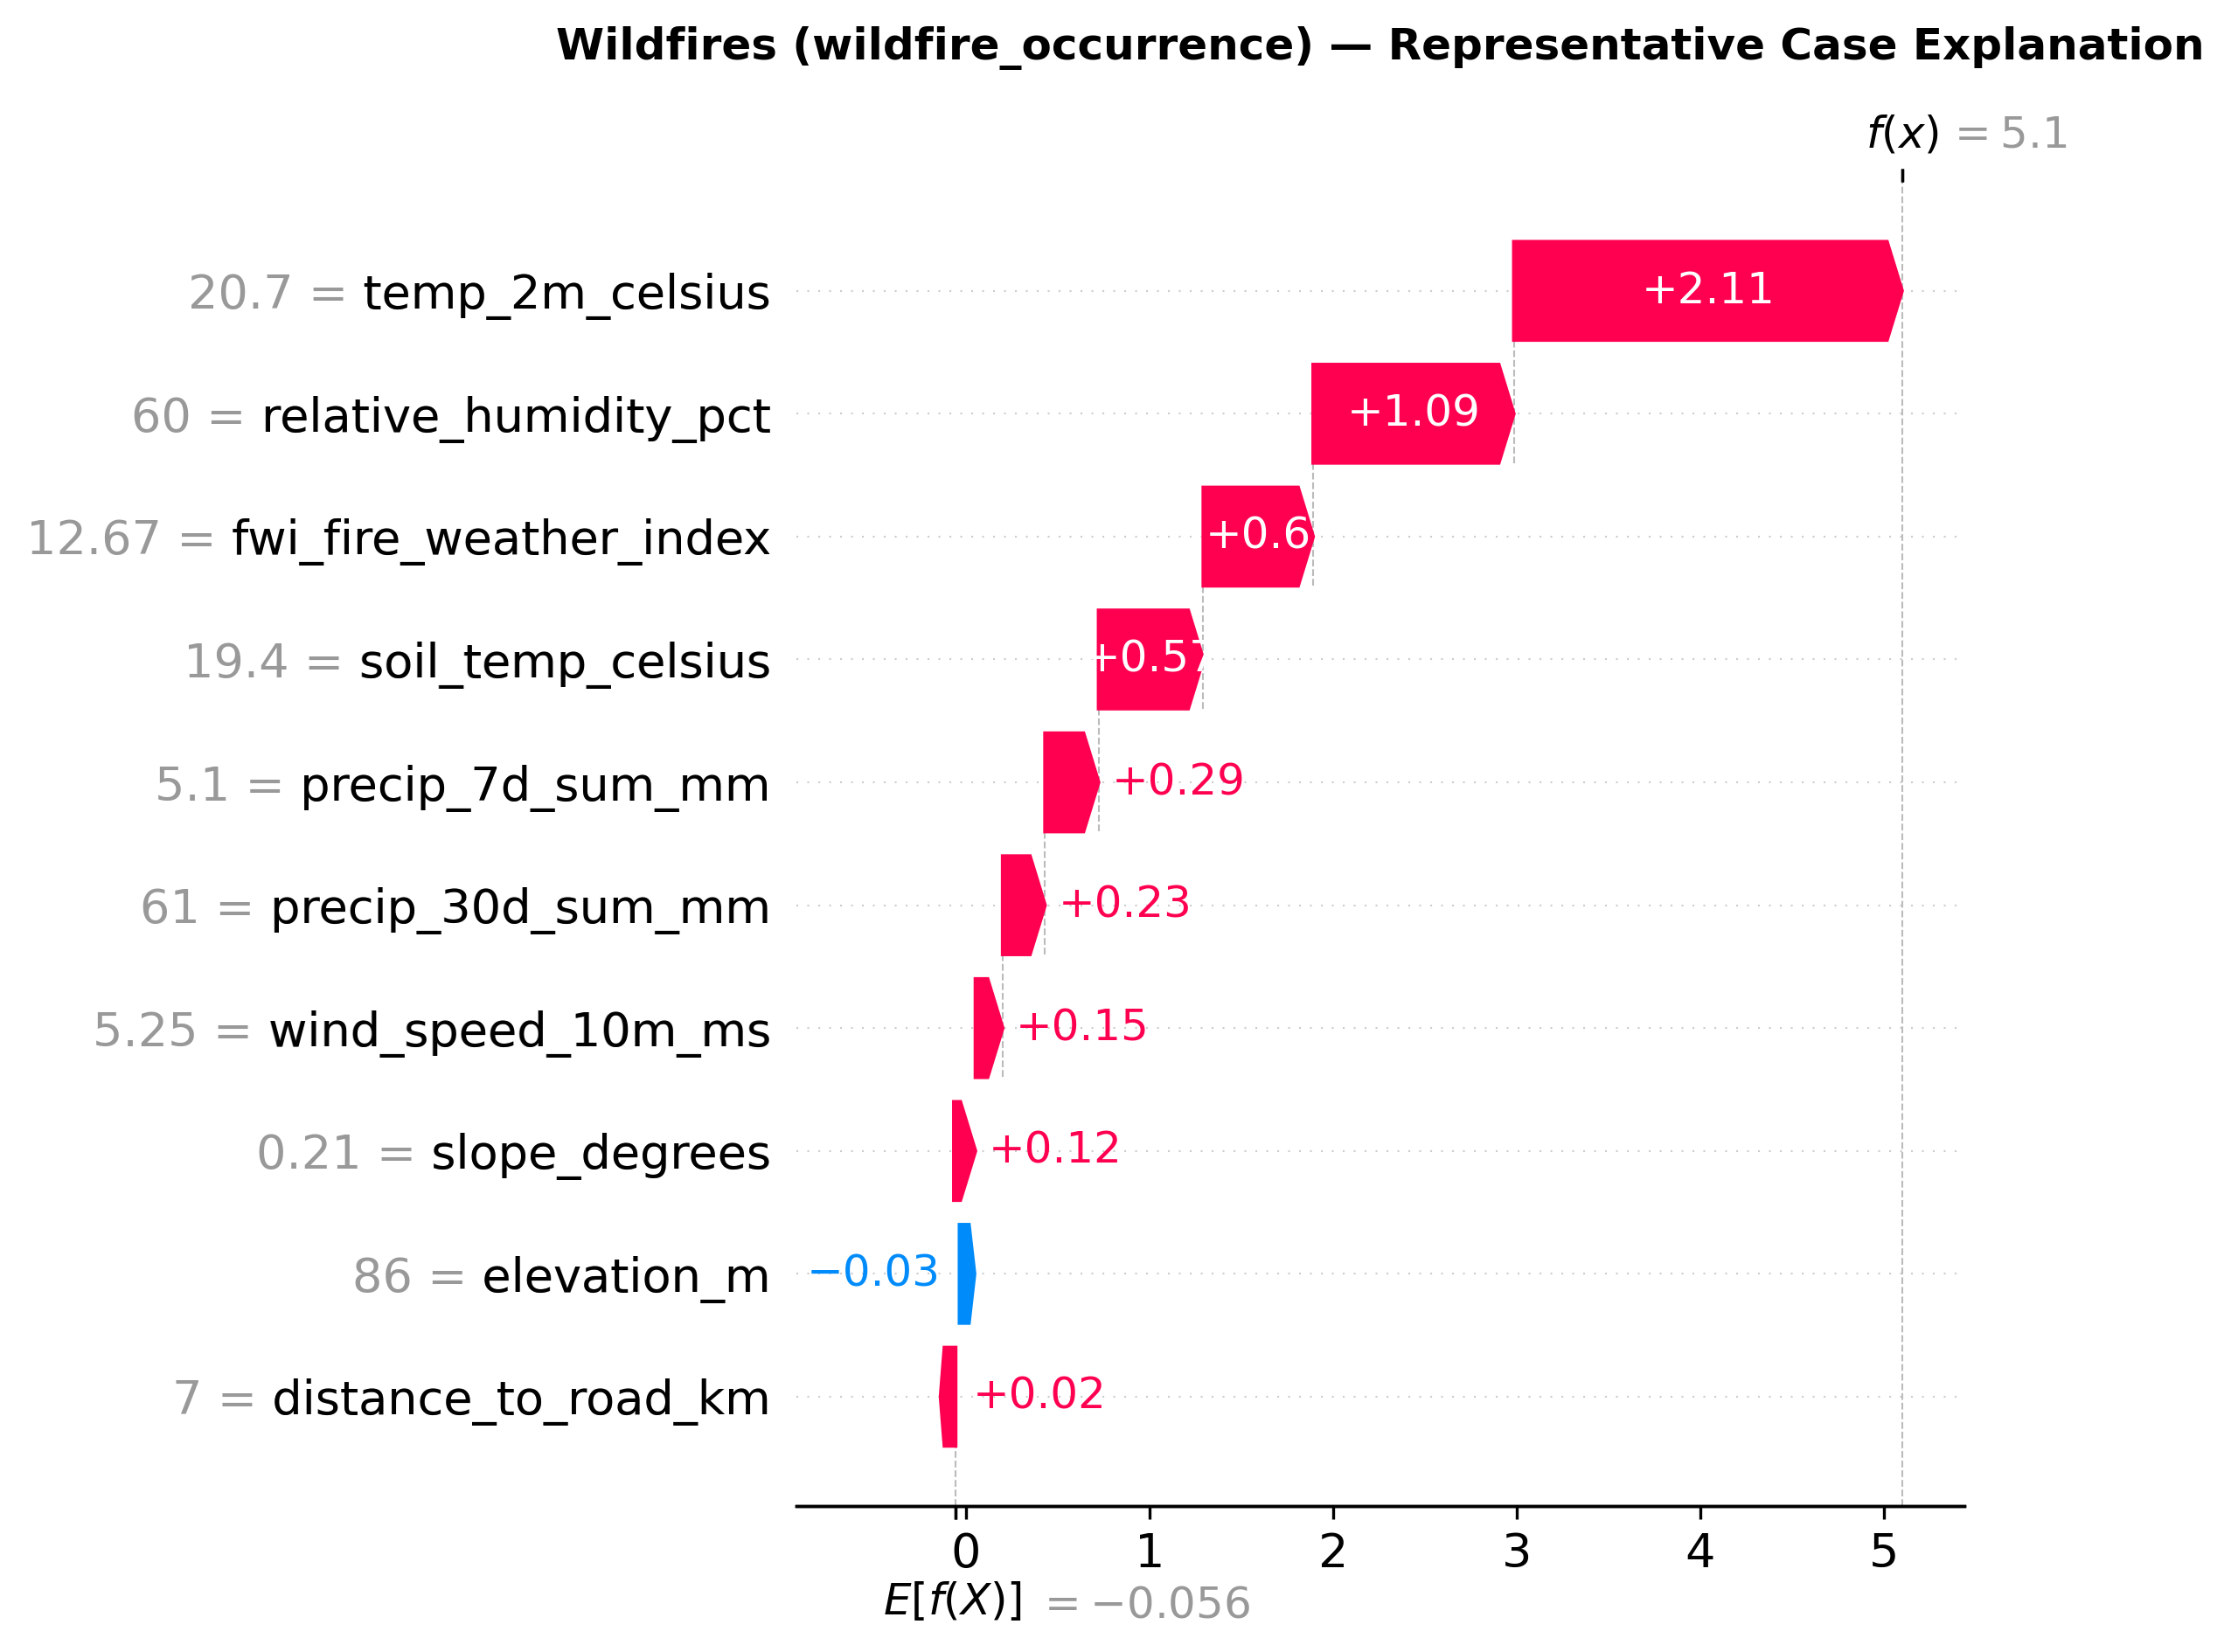 Wildfires (wildfire_occurrence) — Representative Case Explanation
f(x) = 5.1
20.7 = temp_2m_celsius +2.11
60 = relative_humidity_pct +1.09
12.67 = fwi_fire_weather_index +0.6
19.4 = soil_temp_celsius +0.57
5.1 = precip_7d_sum_mm +0.29
61 = precip_30d_sum_mm +0.23
5.25 = wind_speed_10m_ms +0.15
0.21 = slope_degrees +0.12
86 = elevation_m −0.03
7 = distance_to_road_km +0.02
0 1 2 3 4 5
E[f(X)] = −0.056